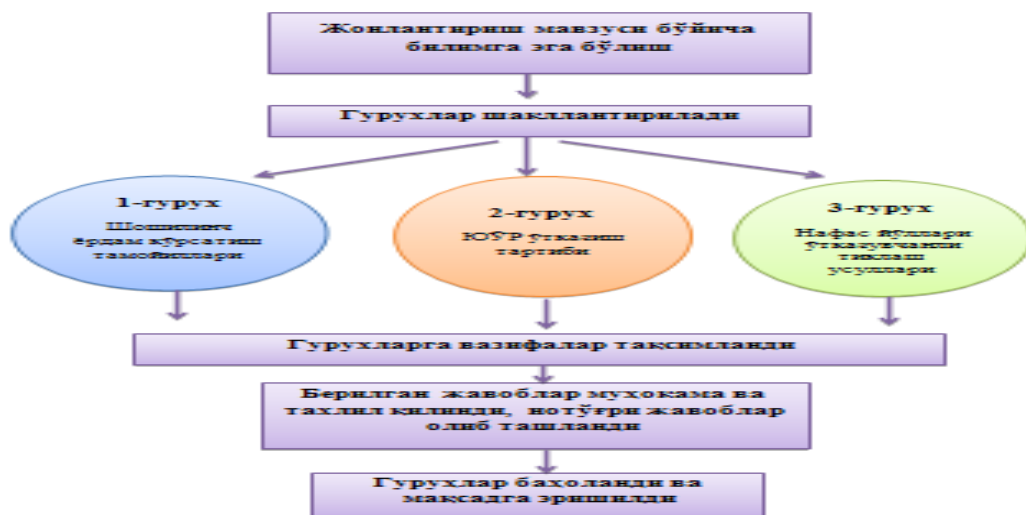 Жонлантириш мавзуси бўйича
билимга эга бўлиш
Гурухлар шакллантирилади
1-гурух
Шошилинч
ёрдам кўрсатиш
тамойиллари
2-гурух
ЮЎР ўтказиш
тартиби
3-гурух
Нафас йўллари
ўтказувчанли
тиклаш
усуллари
Гурухларга вазифалар тақсимланди
Берилган жавоблар муҳокама ва
тахлил қилинди, нотўғри жавоблар
олиб ташланди
Гурухлар баҳоланди ва
мақсадга эришилди